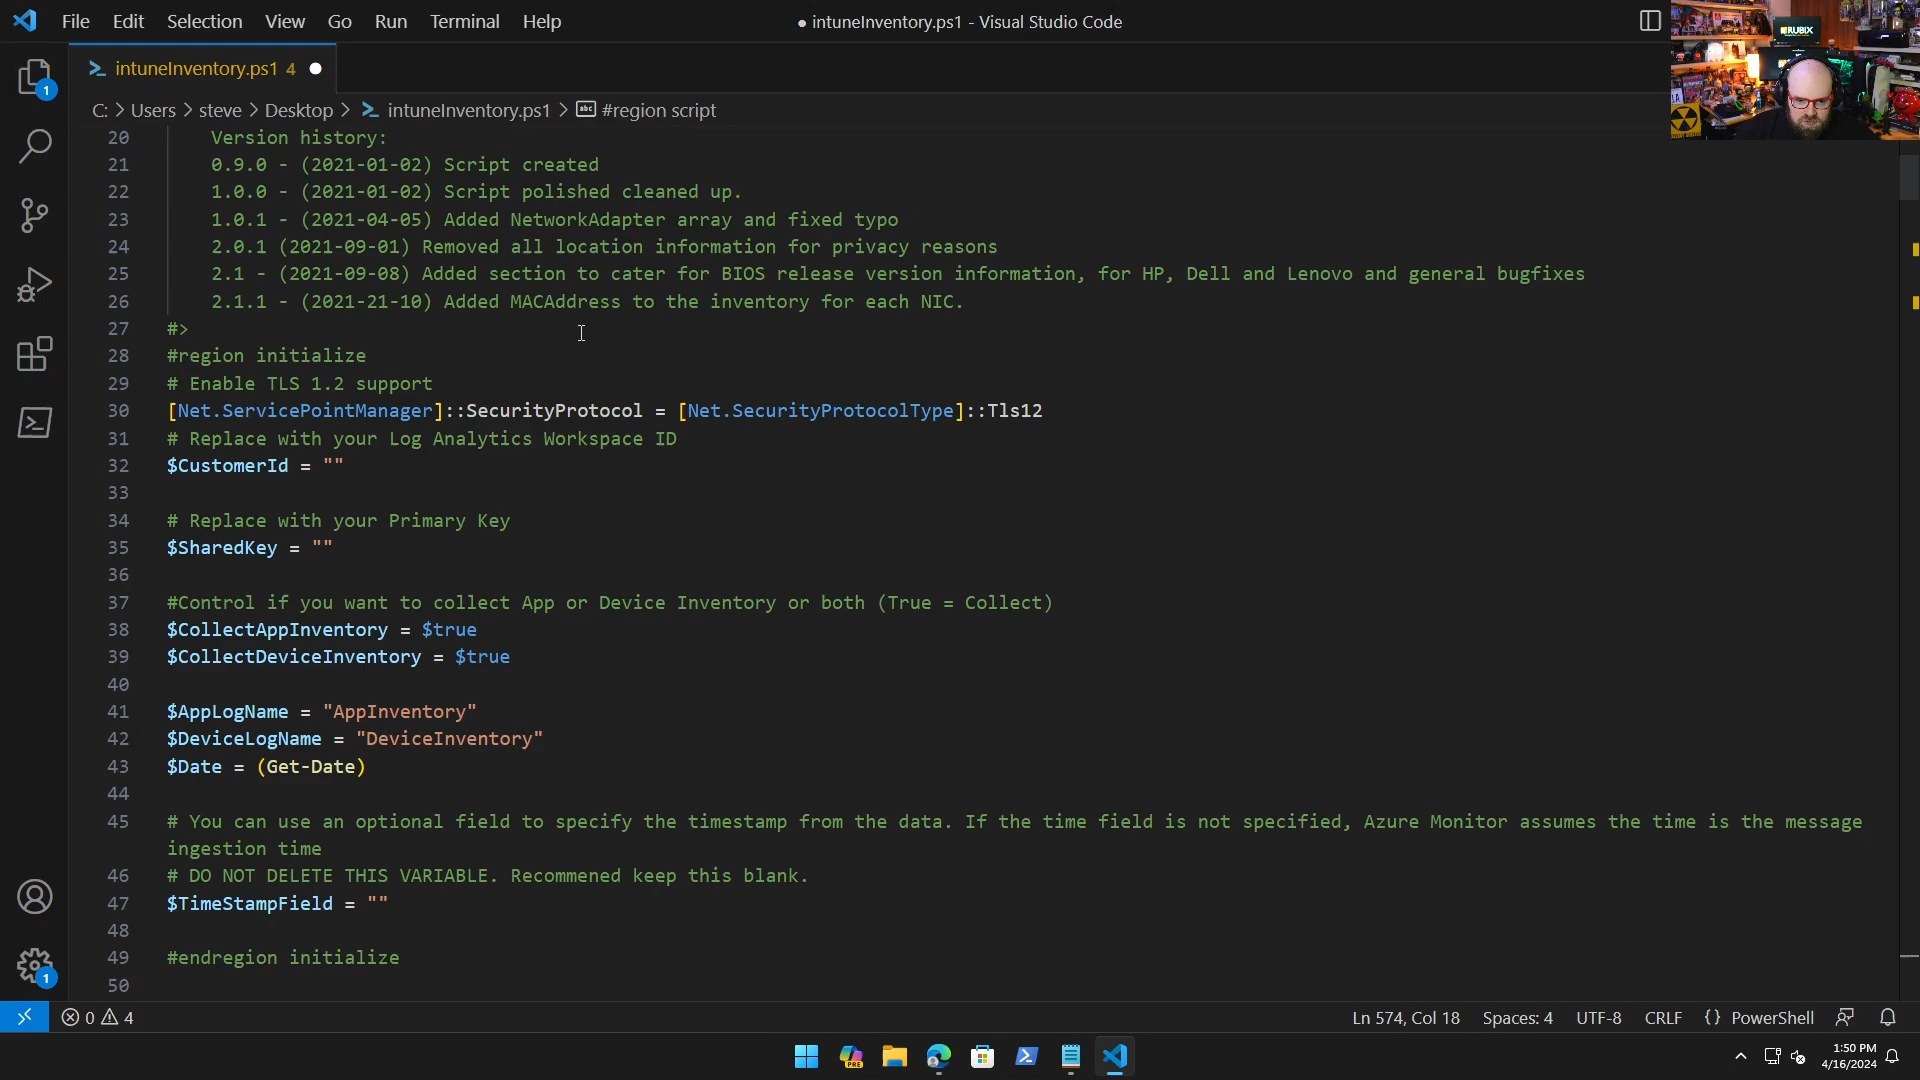 File Edit Selection View Go Run Terminal Help
● intuneInventory.ps1 - Visual Studio Code
RUBIX
intuneInventory.ps1 4 ●
1
C: > Users > steve > Desktop > intuneInventory.ps1 > #region script
20 Version history:
21 0.9.0 - (2021-01-02) Script created
22 1.0.0 - (2021-01-02) Script polished cleaned up.
23 1.0.1 - (2021-04-05) Added NetworkAdapter array and fixed typo
24 2.0.1 (2021-09-01) Removed all location information for privacy reasons
25 2.1 - (2021-09-08) Added section to cater for BIOS release version information, for HP, Dell and Lenovo and general bugfixes
26 2.1.1 - (2021-21-10) Added MACAddress to the inventory for each NIC.
27 #>
28 #region initialize
29 # Enable TLS 1.2 support
30 [Net.ServicePointManager]::SecurityProtocol = [Net.SecurityProtocolType]::Tls12
31 # Replace with your Log Analytics Workspace ID
32 $CustomerId = ""
33
34 # Replace with your Primary Key
35 $SharedKey = ""
36
37 #Control if you want to collect App or Device Inventory or both (True = Collect)
38 $CollectAppInventory = $true
39 $CollectDeviceInventory = $true
40
41 $AppLogName = "AppInventory"
42 $DeviceLogName = "DeviceInventory"
43 $Date = (Get-Date)
44
45 # You can use an optional field to specify the timestamp from the data. If the time field is not specified, Azure Monitor assumes the time is the message
ingestion time
46 # DO NOT DELETE THIS VARIABLE. Recommened keep this blank.
47 $TimeStampField = ""
48
49 #endregion initialize
50
1
0 4
Ln 574, Col 18 Spaces: 4 UTF-8 CRLF {} PowerShell
PRE
1:50 PM
4/16/2024